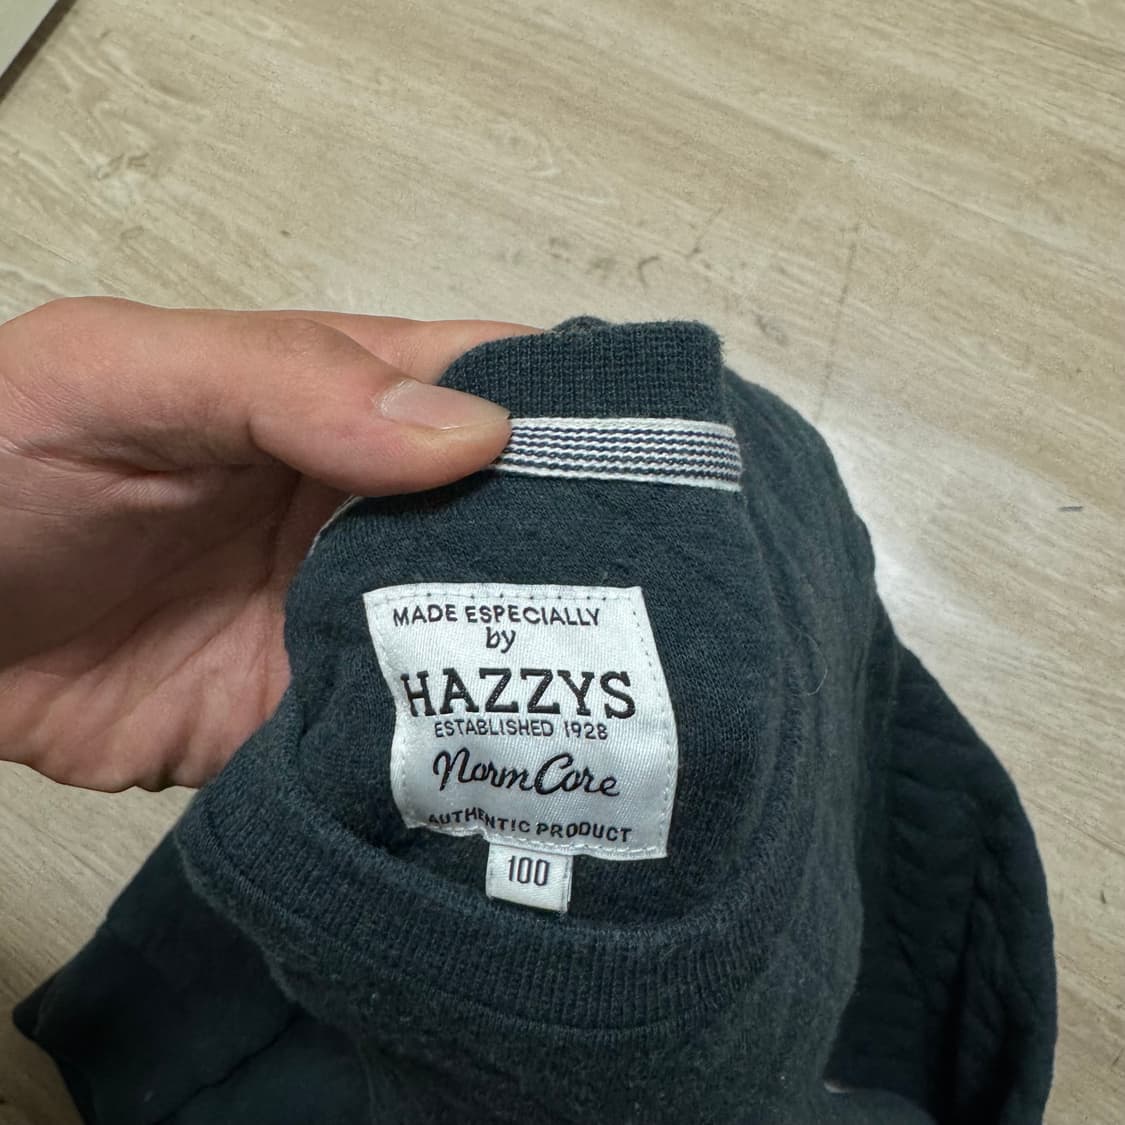 MADE ESPECIALLY
by
HAZZYS
ESTABLISHED 1928
NormCore
AUTHENTIC PRODUCT
100